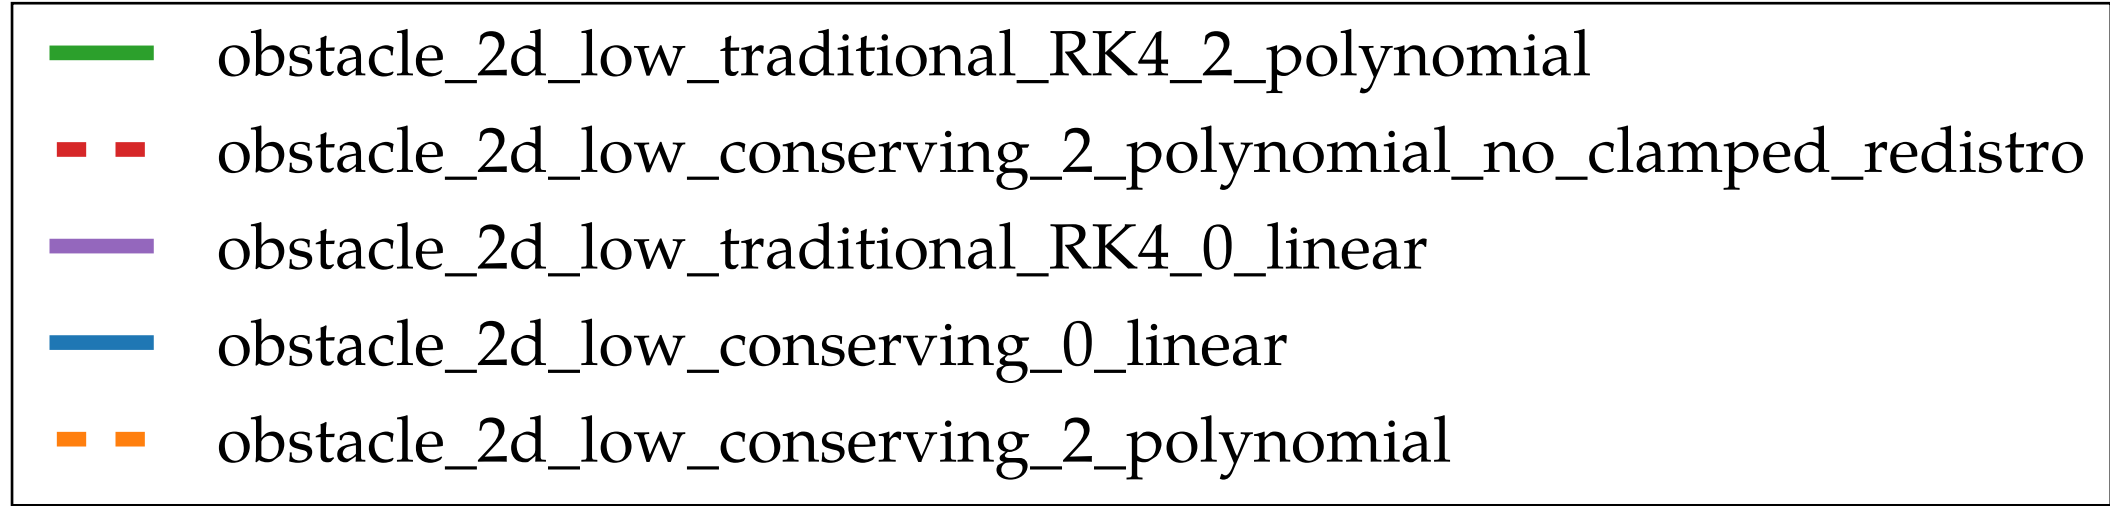 obstacle_2d_low_traditional_RK4_2_polynomial
obstacle_2d_low_conserving_2_polynomial_no_clamped_redistro
obstacle_2d_low_traditional_RK4_0_linear
obstacle_2d_low_conserving_0_linear
obstacle_2d_low_conserving_2_polynomial